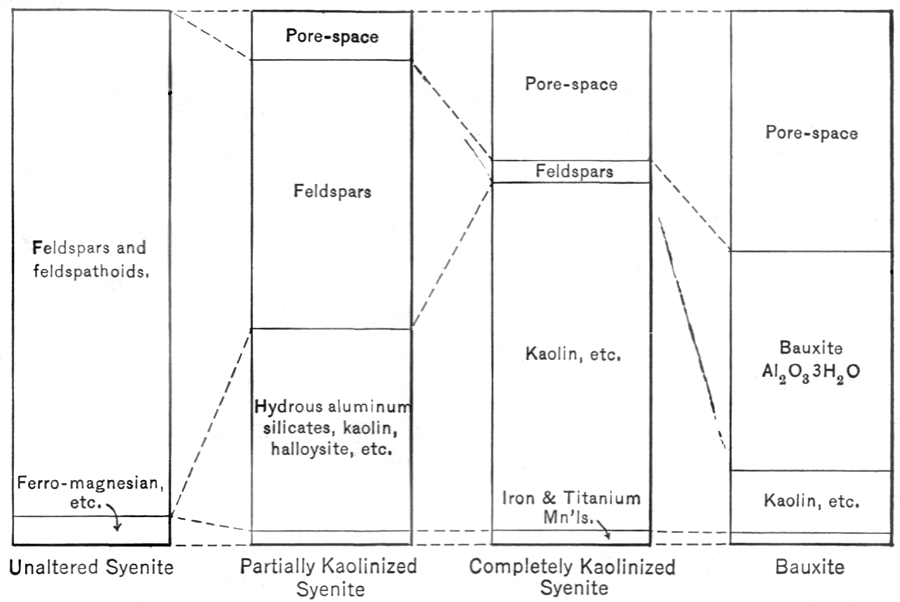 Feldspars and
feldspathoids.
Ferro-magnesian,
etc.
Unaltered Syenite
Pore-space
Feldspars
Hydrous aluminum
silicates, kaolin,
halloysite, etc.
Partially Kaolinized
Syenite
Pore-space
Feldspars
Kaolin, etc.
Iron & Titanium
Mn'ls.
Completely Kaolinized
Syenite
Pore-space
Bauxite
Al₂O₃3H₂O
Kaolin, etc.
Bauxite